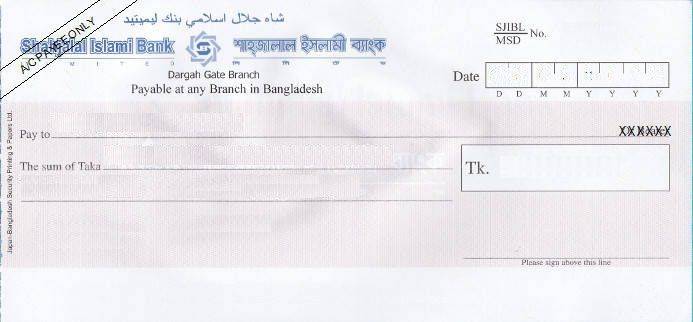 شاه جلال اسلامي بنك ليميتيد
A/C PAYEE ONLY
Shahjalal Islami Bank
শাহ্জালাল ইসলামী ব্যাংক
LIMITED
Dargah Gate Branch
Payable at any Branch in Bangladesh
SJIBL
MSD No.
Date
D D M M Y Y Y Y
Pay to
XXXXXX
The sum of Taka
Tk.
Please sign above this line
Japan-Bangladesh Security Printing & Papers Ltd.